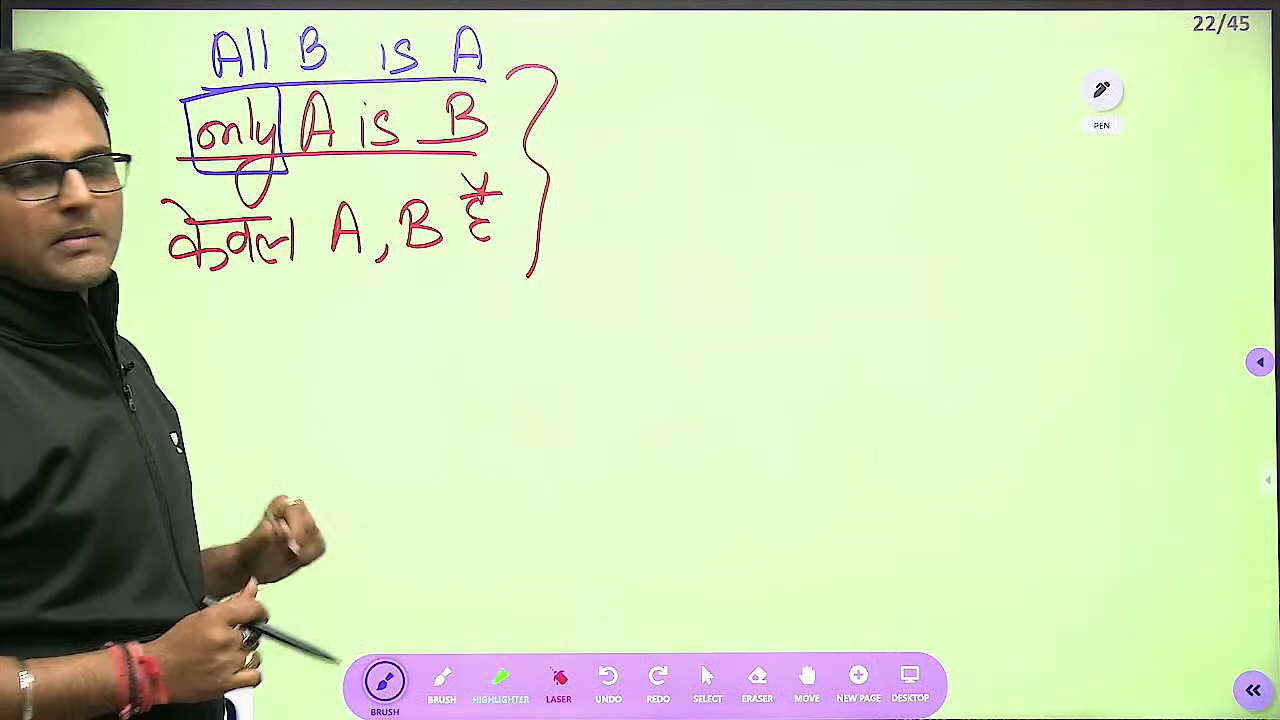 22/45
All B is A
only A is B
केवल A, B है
PEN
BRUSH BRUSH HIGHLIGHTER LASER UNDO REDO SELECT ERASER MOVE NEW PAGE DESKTOP